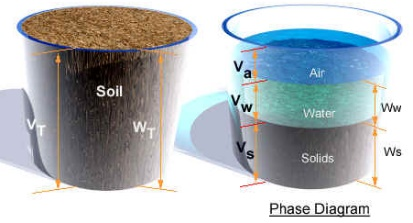 Soil
VT
WT
Va
Air
Vw
Water
Ww
Vs
Solids
Ws
Phase Diagram